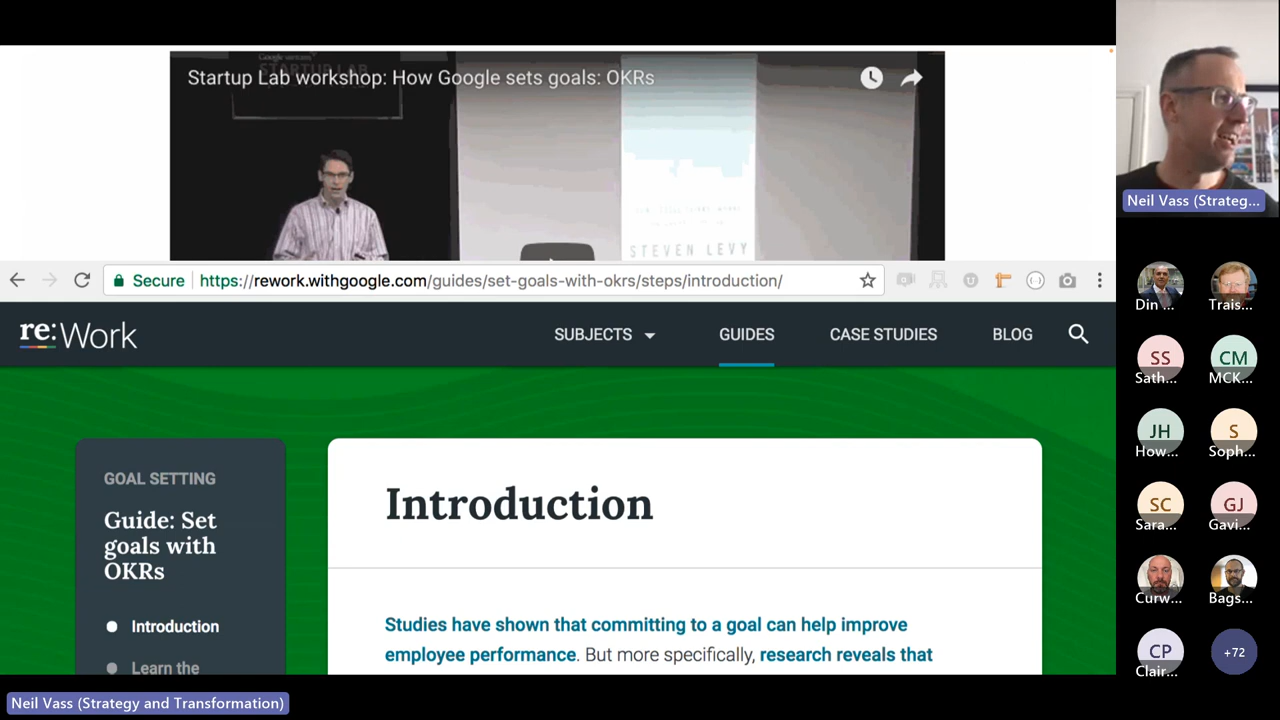 Startup Lab workshop: How Google sets goals: OKRs
STEVEN LEVY
Secure
https://rework.withgoogle.com/guides/set-goals-with-okrs/steps/introduction/
re:Work
SUBJECTS
GUIDES
CASE STUDIES
BLOG
GOAL SETTING
Guide: Set
goals with
OKRs
Introduction
Learn the
Introduction
Studies have shown that committing to a goal can help improve
employee performance. But more specifically, research reveals that
Neil Vass (Strategy and Transformation)
Neil Vass (Strateg...
Din ...
Trais...
SS
Sath...
CM
MCK...
JH
How...
S
Soph...
SC
Sara...
GJ
Gavi...
Curw...
Bags...
CP
Clair...
+72